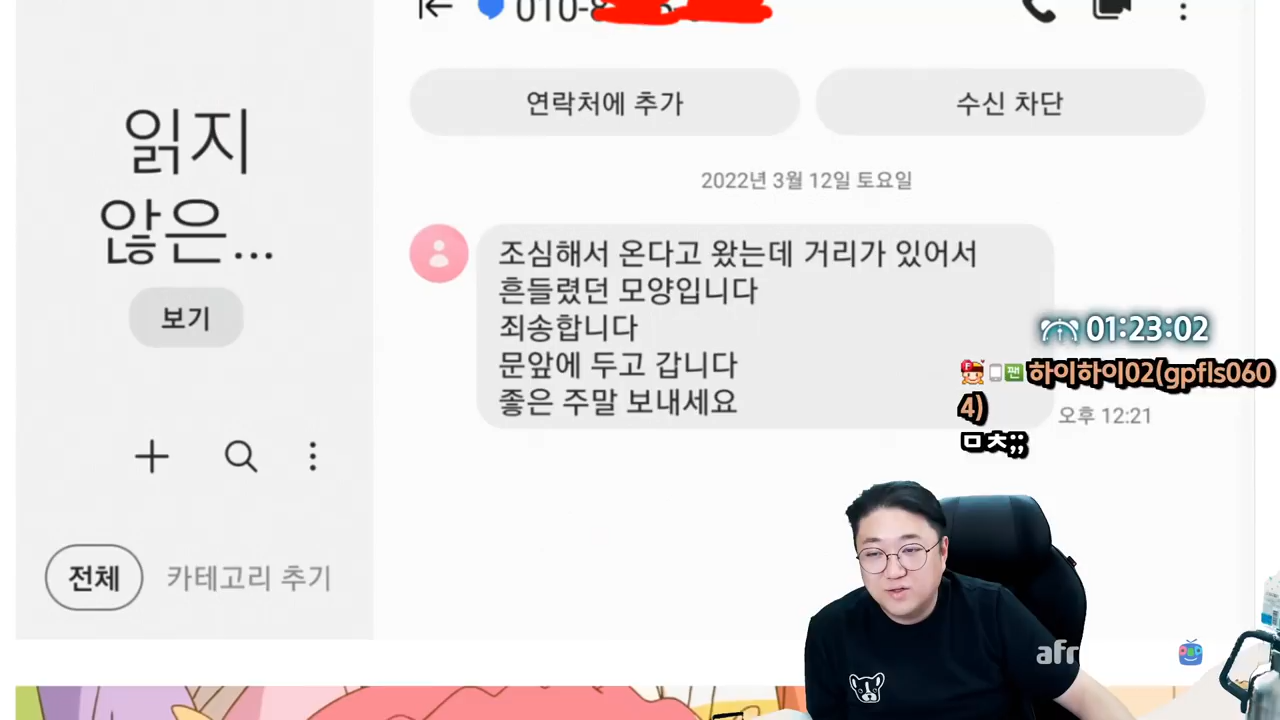 010-8
연락처에 추가
수신 차단
읽지
않은...
보기
2022년 3월 12일 토요일
조심해서 온다고 왔는데 거리가 있어서
흔들렸던 모양입니다
죄송합니다
문앞에 두고 갑니다
좋은 주말 보내세요
오후 12:21
01:23:02
F 팬 하이하이02(gpfls060
4)
ㅁㅊ;;
전체
카테고리 추기
afr